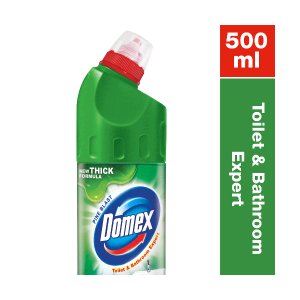 500
ml
Toilet & Bathroom
Expert
NEW THICK
FORMULA
PINE BLAST
Domex
Toilet & Bathroom Expert